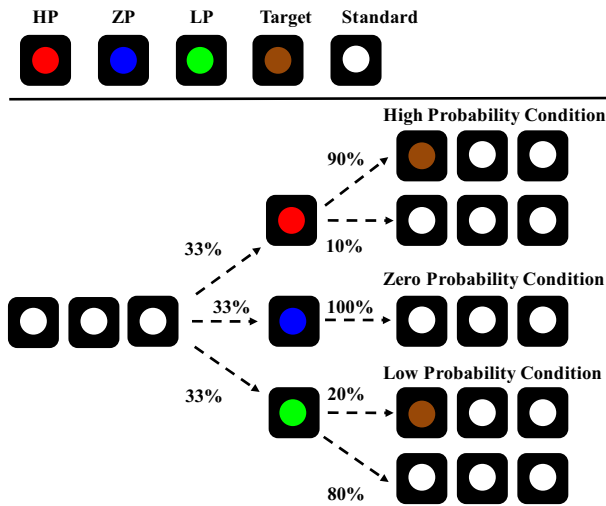 HP ZP LP Target Standard
High Probability Condition
90%
10%
33%
Zero Probability Condition
33% 100%
Low Probability Condition
33% 20%
80%